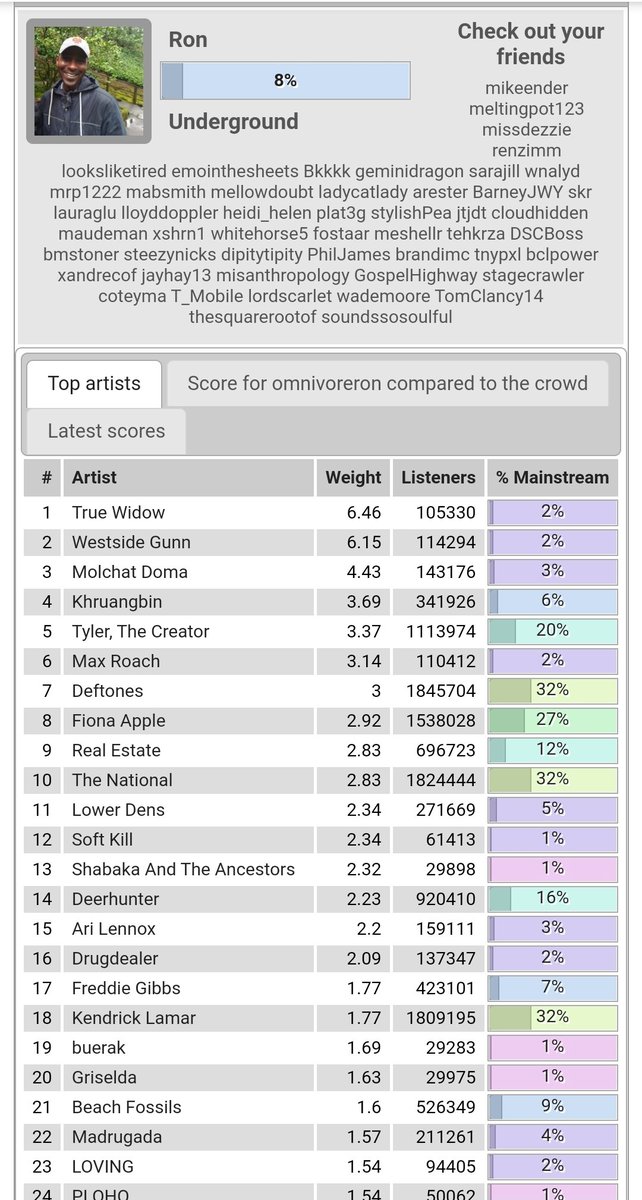 Ron
8%
Underground
Check out your
friends
mikeender
meltingpot123
missdezzie
renzimm
looksliketired emointhesheets Bkkkk geminidragon sarajill wnalyd
mrp1222 mabsmith mellowdoubt ladycatlady arester BarneyJWY skr
lauraglu lloyddoppler heidi_helen plat3g stylishPea jtjdt cloudhidden
maudeman xshrn1 whitehorse5 fostaar meshellr tehkrza DSCBoss
bmstoner steezynicks dipitytipity PhilJames brandimc tnypxl bclpower
xandrecof jayhay13 misanthropology GospelHighway stagecrawler
coteyma T_Mobile lordscarlet wademoore TomClancy14
thesquarerootof soundssosoulful
Top artists
Score for omnivoreron compared to the crowd
Latest scores
# Artist Weight Listeners % Mainstream
1 True Widow 6.46 105330 2%
2 Westside Gunn 6.15 114294 2%
3 Molchat Doma 4.43 143176 3%
4 Khruangbin 3.69 341926 6%
5 Tyler, The Creator 3.37 1113974 20%
6 Max Roach 3.14 110412 2%
7 Deftones 3 1845704 32%
8 Fiona Apple 2.92 1538028 27%
9 Real Estate 2.83 696723 12%
10 The National 2.83 1824444 32%
11 Lower Dens 2.34 271669 5%
12 Soft Kill 2.34 61413 1%
13 Shabaka And The Ancestors 2.32 29898 1%
14 Deerhunter 2.23 920410 16%
15 Ari Lennox 2.2 159111 3%
16 Drugdealer 2.09 137347 2%
17 Freddie Gibbs 1.77 423101 7%
18 Kendrick Lamar 1.77 1809195 32%
19 buerak 1.69 29283 1%
20 Griselda 1.63 29975 1%
21 Beach Fossils 1.6 526349 9%
22 Madrugada 1.57 211261 4%
23 LOVING 1.54 94405 2%
24 PLOHO 1.54 50062 1%